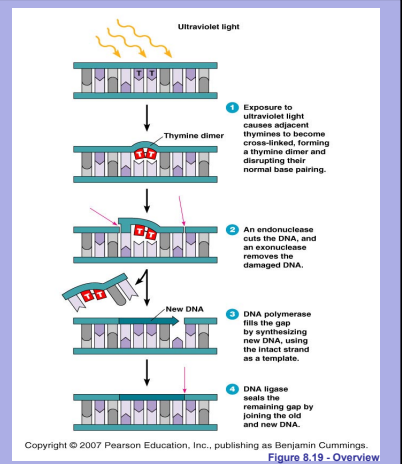 Ultraviolet light
T T
1 Exposure to
ultraviolet light
causes adjacent
thymines to become
cross-linked, forming
a thymine dimer and
disrupting their
normal base pairing.
Thymine dimer
T T
2 An endonuclease
cuts the DNA, and
an exonuclease
removes the
damaged DNA.
T T
T T
New DNA
3 DNA polymerase
fills the gap
by synthesizing
new DNA, using
the intact strand
as a template.
4 DNA ligase
seals the
remaining gap by
joining the old
and new DNA.
Copyright © 2007 Pearson Education, Inc., publishing as Benjamin Cummings.
Figure 8.19 - Overview